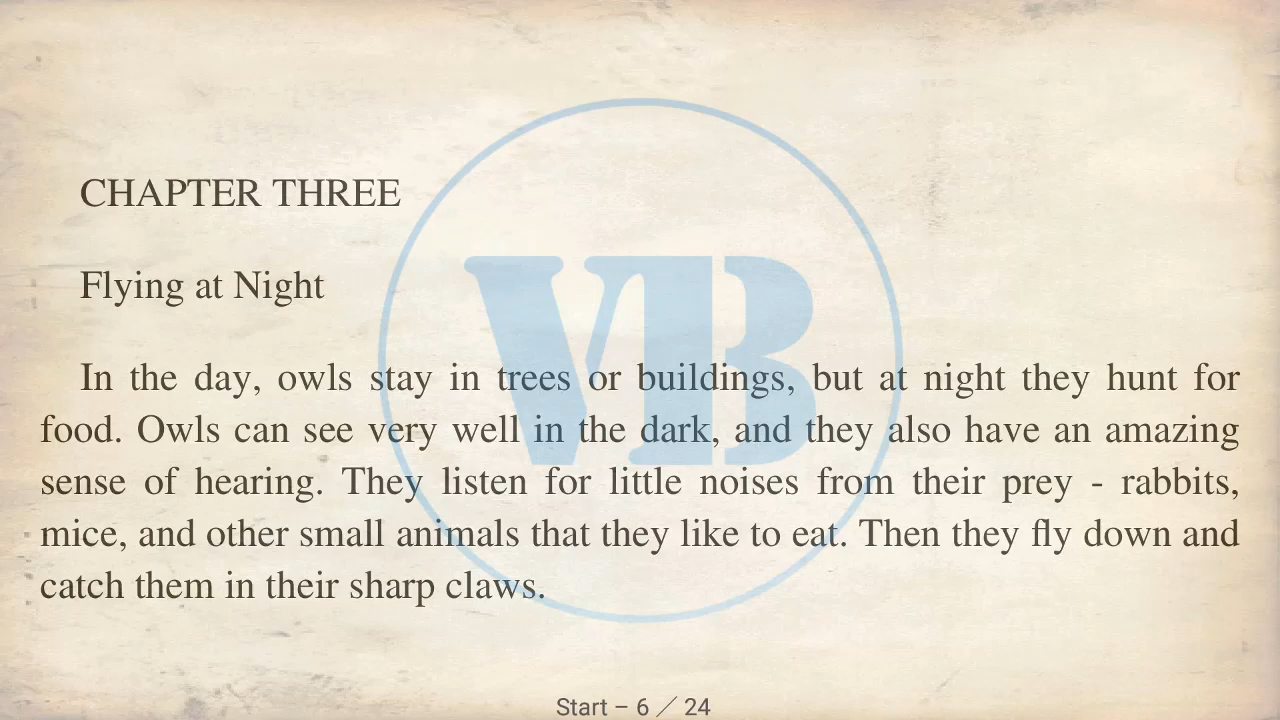 CHAPTER THREE
Flying at Night
VB
In the day, owls stay in trees or buildings, but at night they hunt for
food. Owls can see very well in the dark, and they also have an amazing
sense of hearing. They listen for little noises from their prey - rabbits,
mice, and other small animals that they like to eat. Then they fly down and
catch them in their sharp claws.
Start – 6 / 24